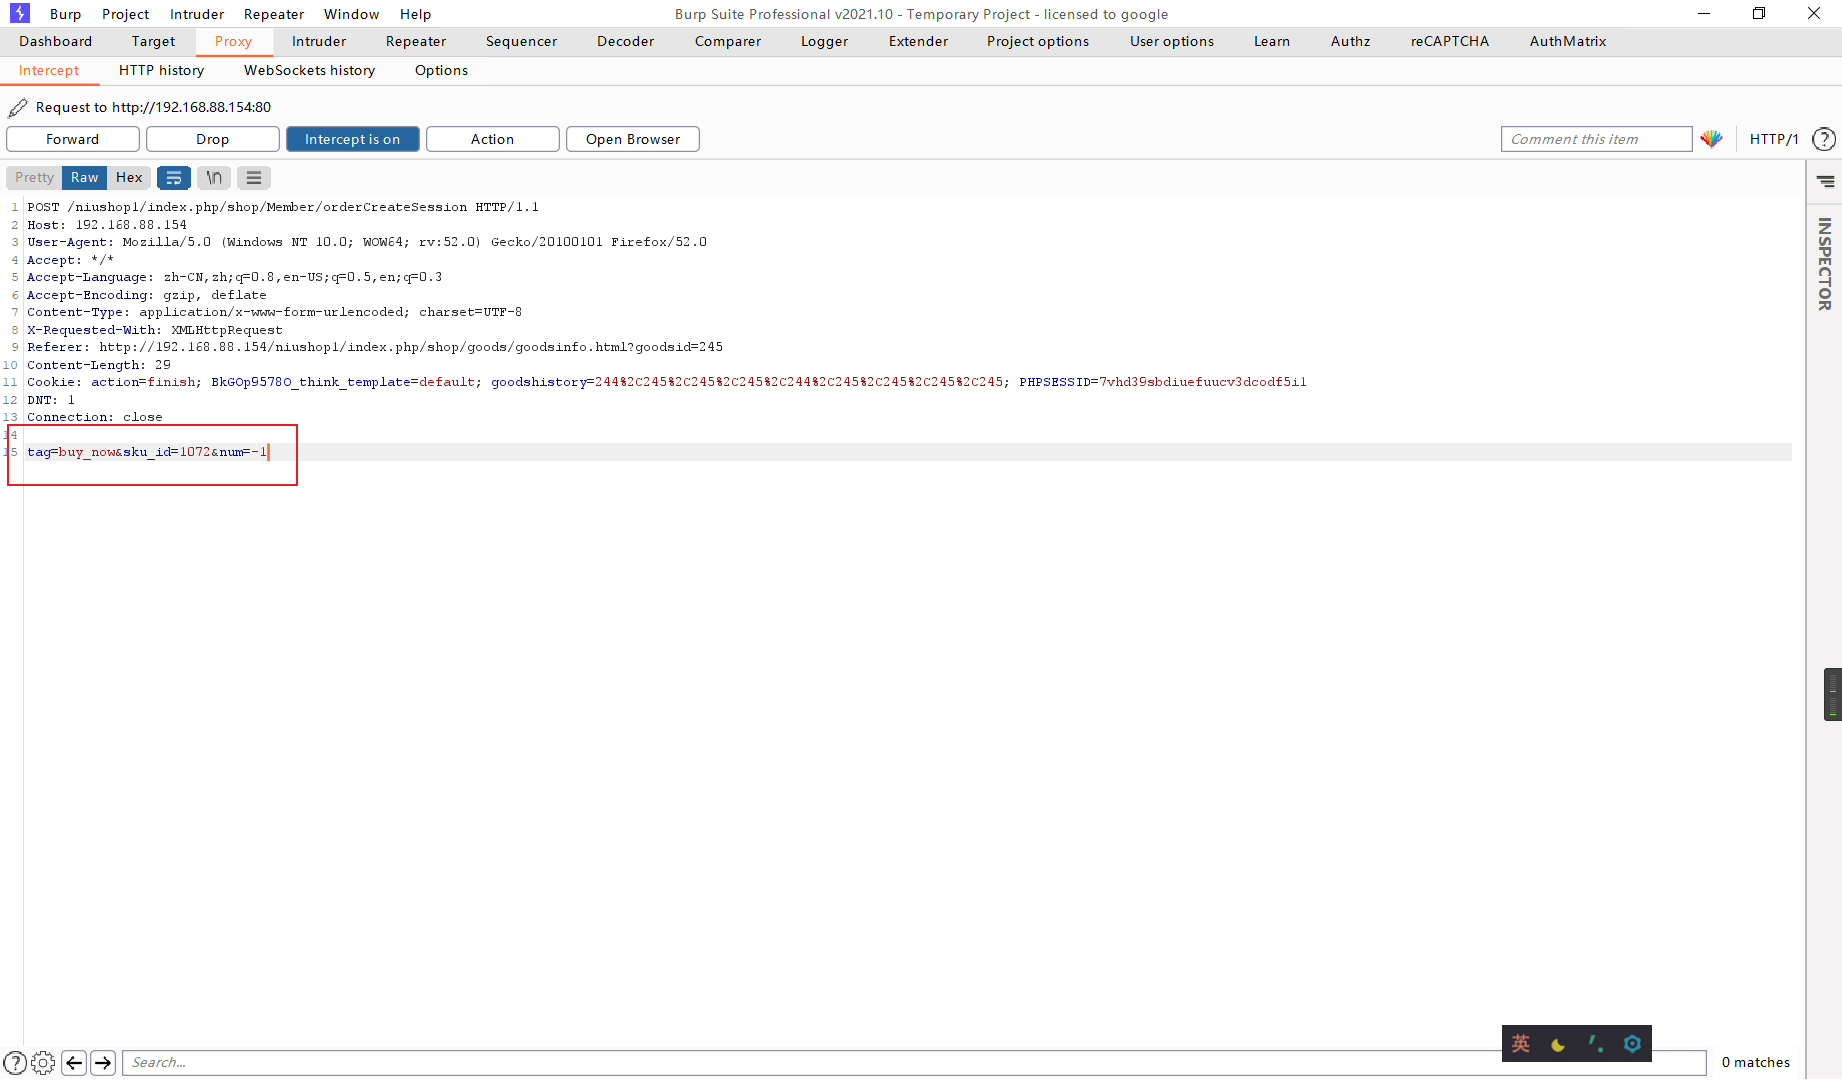 Burp Project Intruder Repeater Window Help
Burp Suite Professional v2021.10 - Temporary Project - licensed to google
Dashboard Target Proxy Intruder Repeater Sequencer Decoder Comparer Logger Extender Project options User options Learn Authz reCAPTCHA AuthMatrix
Intercept HTTP history WebSockets history Options
Request to http://192.168.88.154:80
Forward Drop Intercept is on Action Open Browser Comment this item HTTP/1 ?
Pretty Raw Hex \n
INSPECTOR
1 POST /niushop1/index.php/shop/Member/orderCreateSession HTTP/1.1
2 Host: 192.168.88.154
3 User-Agent: Mozilla/5.0 (Windows NT 10.0; WOW64; rv:52.0) Gecko/20100101 Firefox/52.0
4 Accept: */*
5 Accept-Language: zh-CN,zh;q=0.8,en-US;q=0.5,en;q=0.3
6 Accept-Encoding: gzip, deflate
7 Content-Type: application/x-www-form-urlencoded; charset=UTF-8
8 X-Requested-With: XMLHttpRequest
9 Referer: http://192.168.88.154/niushop1/index.php/shop/goods/goodsinfo.html?goodsid=245
10 Content-Length: 29
11 Cookie: action=finish; BkGOp9578O_think_template=default; goodshistory=244%2C245%2C245%2C245%2C244%2C245%2C245%2C245%2C245; PHPSESSID=7vhd39sbdiuefuucv3dcodf5i1
12 DNT: 1
13 Connection: close
14
15 tag=buy_now&sku_id=1072&num=-1
英
? Search... 0 matches